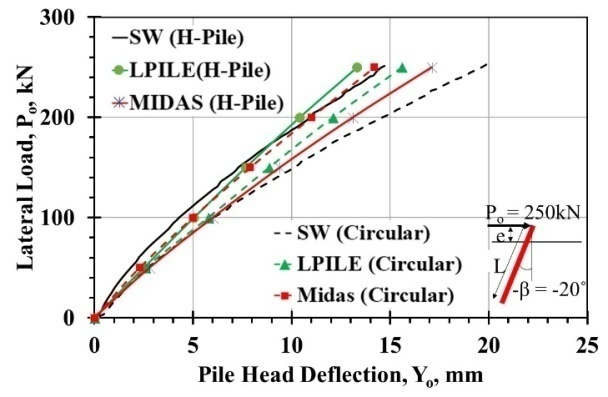 300
SW (H-Pile)
LPILE(H-Pile)
MIDAS (H-Pile)
200
100
0
Lateral Load, Pₒ, kN
SW (Circular)
LPILE (Circular)
Midas (Circular)
Pₒ = 250kN
e
L
-β = -20°
0 5 10 15 20 25
Pile Head Deflection, Yₒ, mm